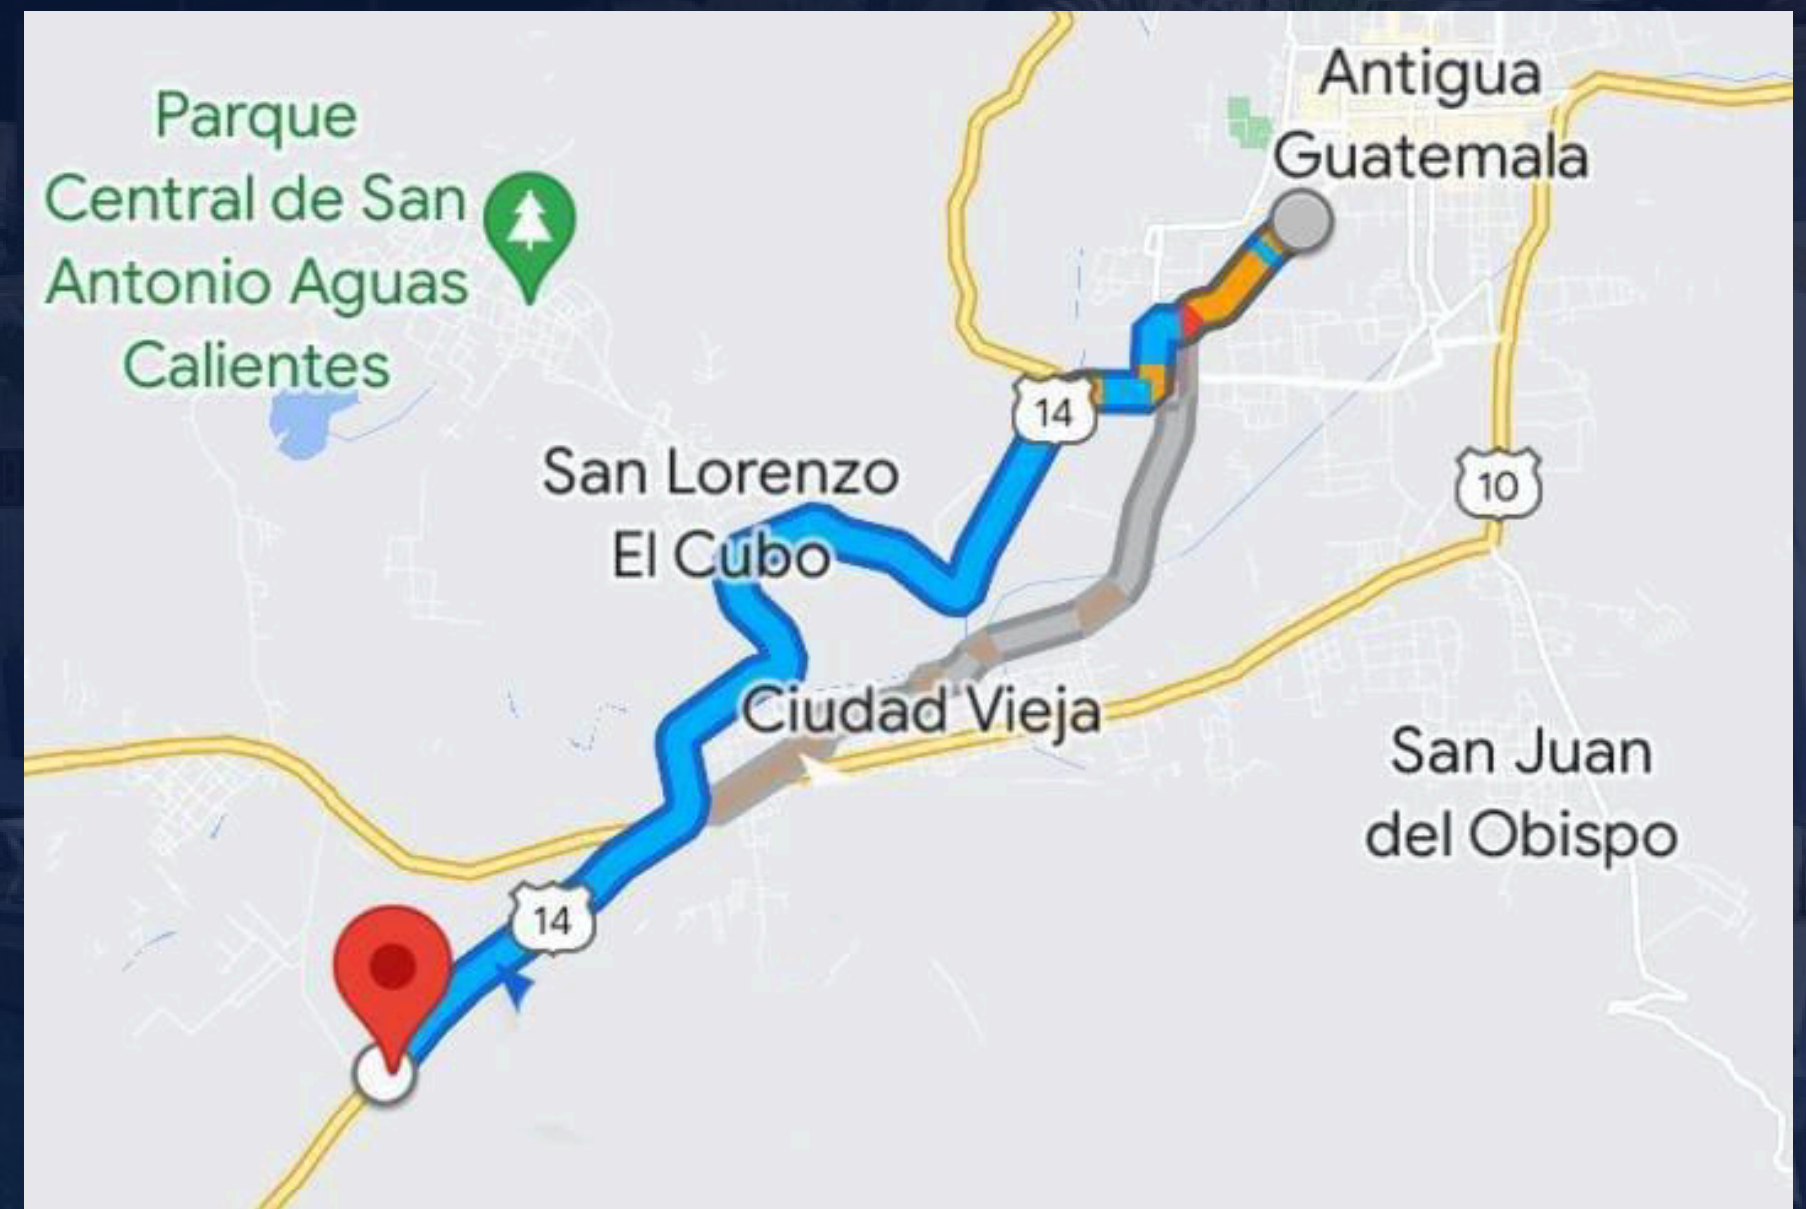 Antigua
Guatemala
Parque
Central de San
Antonio Aguas
Calientes
14
San Lorenzo
El Cubo
10
Ciudad Vieja
San Juan
del Obispo
14